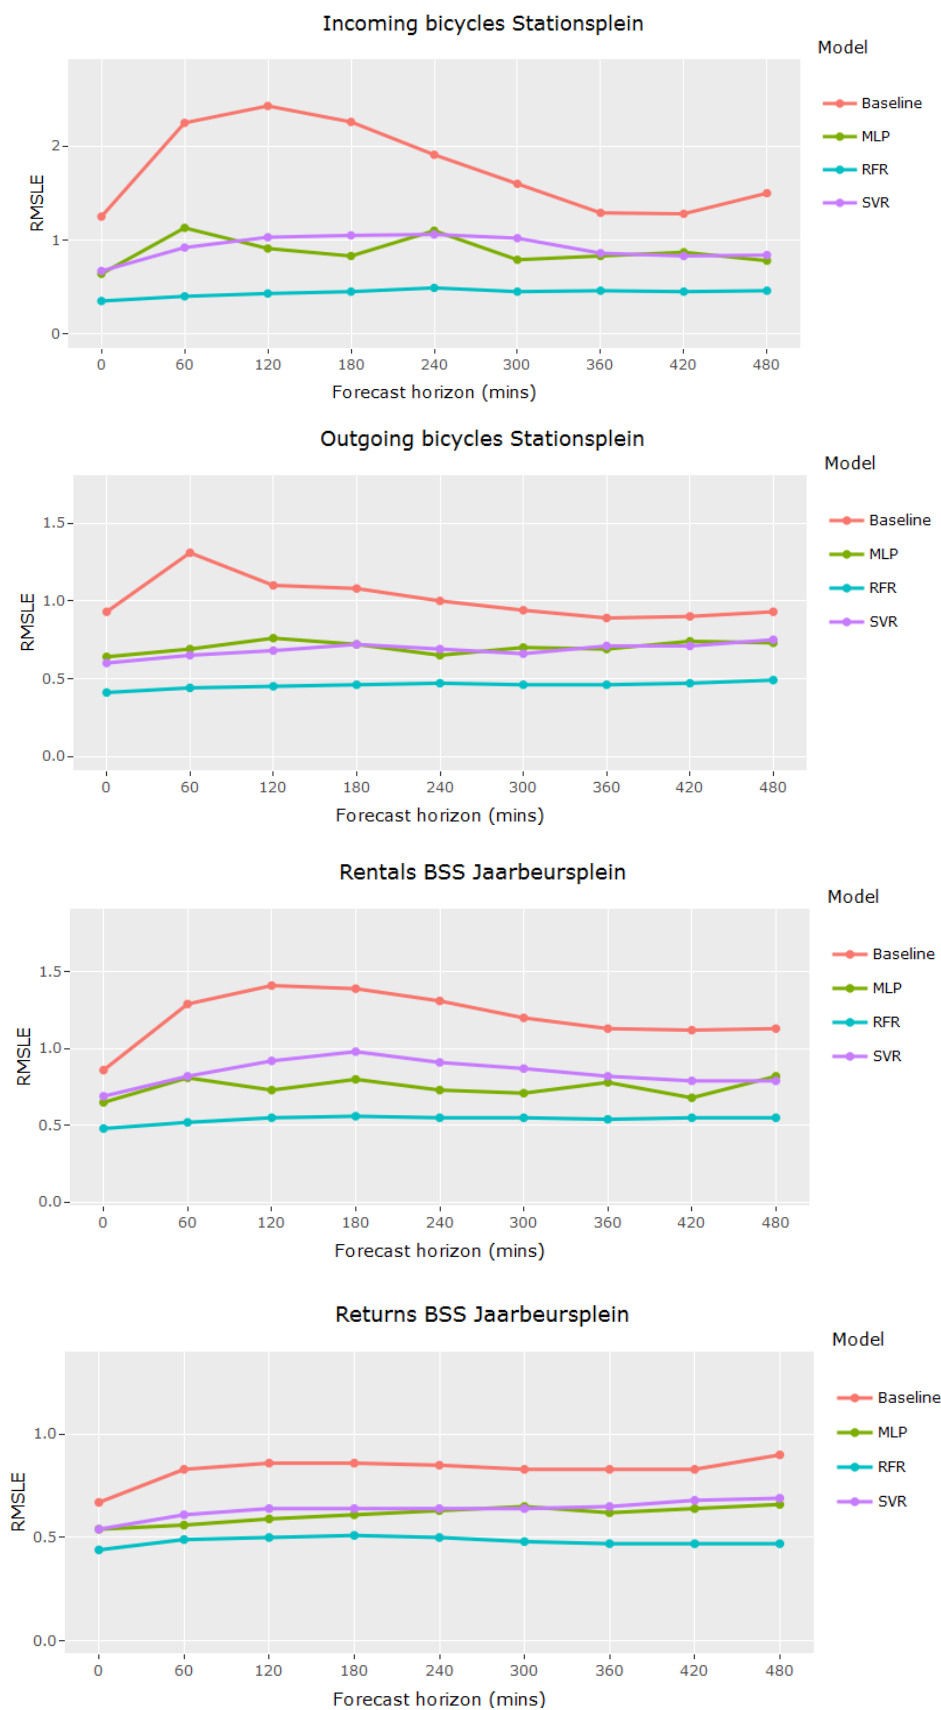 Incoming bicycles Stationsplein
Model
Baseline
MLP
RFR
SVR
RMSLE
2
1
0
0 60 120 180 240 300 360 420 480
Forecast horizon (mins)
Outgoing bicycles Stationsplein
Model
Baseline
MLP
RFR
SVR
RMSLE
1.5
1.0
0.5
0.0
0 60 120 180 240 300 360 420 480
Forecast horizon (mins)
Rentals BSS Jaarbeursplein
Model
Baseline
MLP
RFR
SVR
RMSLE
1.5
1.0
0.5
0.0
0 60 120 180 240 300 360 420 480
Forecast horizon (mins)
Returns BSS Jaarbeursplein
Model
Baseline
MLP
RFR
SVR
RMSLE
1.0
0.5
0.0
0 60 120 180 240 300 360 420 480
Forecast horizon (mins)